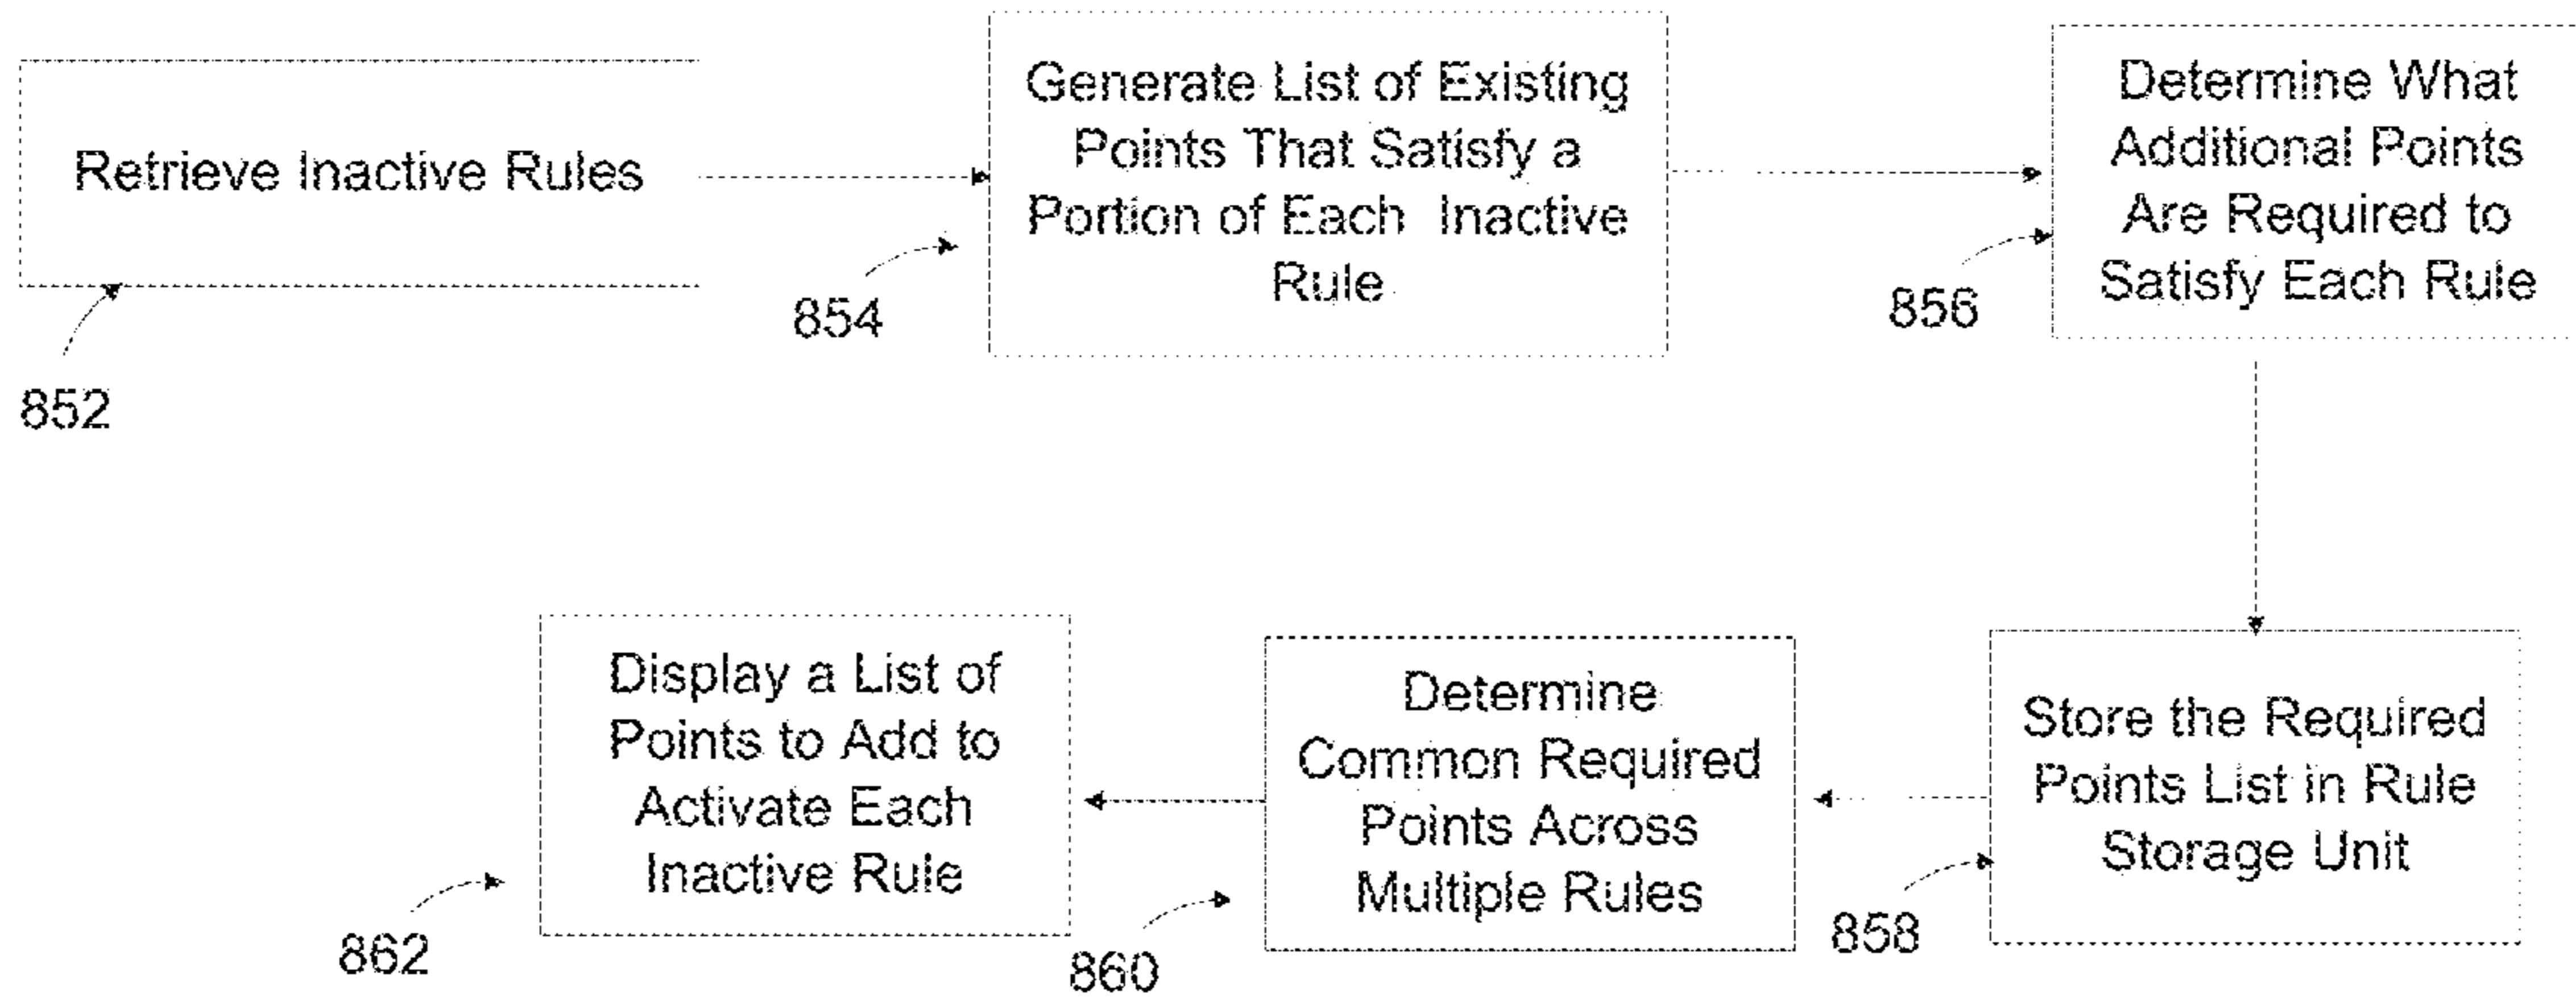 Retrieve Inactive Rules
852
Generate List of Existing
Points That Satisfy a
Portion of Each Inactive
Rule
854
Determine What
Additional Points
Are Required to
Satisfy Each Rule
856
Store the Required
Points List in Rule
Storage Unit
858
Determine
Common Required
Points Across
Multiple Rules
860
Display a List of
Points to Add to
Activate Each
Inactive Rule
862